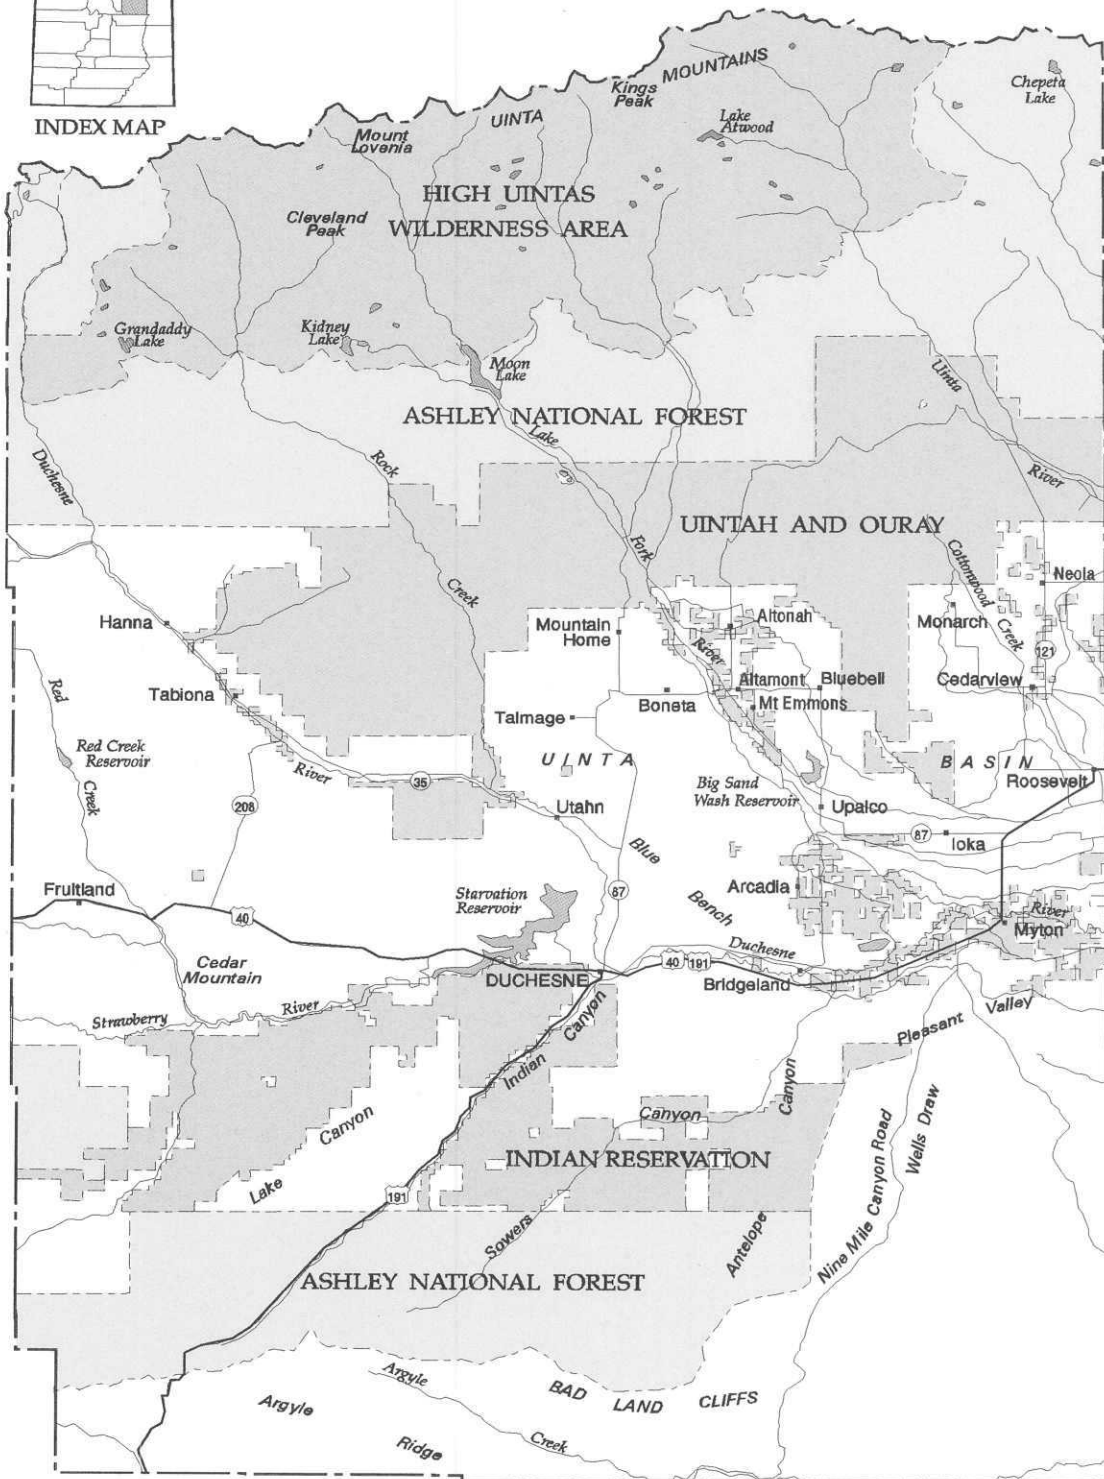 INDEX MAP
UINTA
MOUNTAINS
Kings
Peak
Chepeta
Lake
Mount
Lovenia
Lake
Atwood
HIGH UINTAS
WILDERNESS AREA
Cleveland
Peak
Grandaddy
Lake
Kidney
Lake
Moon
Lake
ASHLEY NATIONAL FOREST
Uinta
River
Duchesne
Rock
Creek
Lake
Fork
River
UINTAH AND OURAY
Cottonwood
Creek
Neola
Hanna
Mountain
Home
Altonah
Monarch
121
Red
Creek
Tabiona
Altamont
Bluebell
Cedarview
Boneta
Mt Emmons
Talmage
Red Creek
Reservoir
River
UINTA
BASIN
35
Big Sand
Wash Reservoir
Roosevelt
208
Utahn
Upalco
Blue
Bench
87
Ioka
Fruitland
Starvation
Reservoir
87
Arcadia
40
River
Myton
Cedar
Mountain
Duchesne
DUCHESNE
40
191
Bridgeland
Strawberry
River
Indian
Canyon
Pleasant
Valley
Canyon
Canyon
Lake
Canyon
INDIAN RESERVATION
Nine Mile Canyon Road
Wells Draw
191
Sowers
Antelope
ASHLEY NATIONAL FOREST
Argyle
Creek
BAD
LAND
CLIFFS
Argyle
Ridge